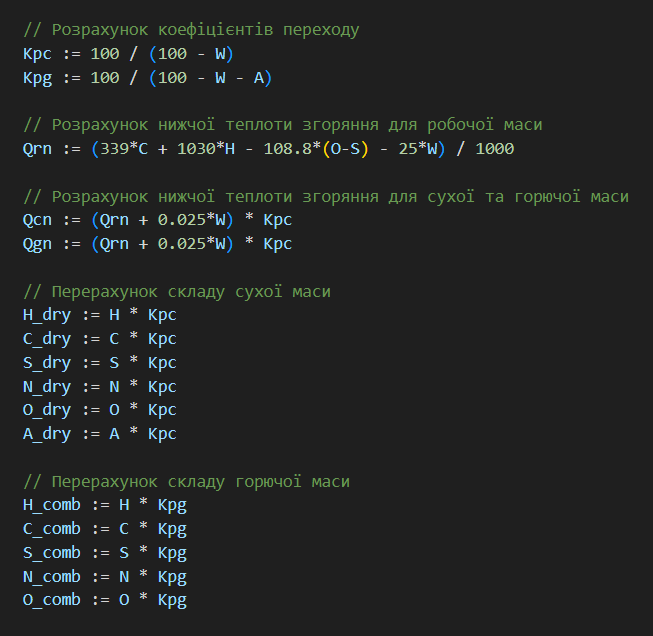 // Розрахунок коефіцієнтів переходу
Kpc := 100 / (100 - W)
Kpg := 100 / (100 - W - A)
// Розрахунок нижчої теплоти згоряння для робочої маси
Qrn := (339*C + 1030*H - 108.8*(O-S) - 25*W) / 1000
// Розрахунок нижчої теплоти згоряння для сухої та горючої маси
Qcn := (Qrn + 0.025*W) * Kpc
Qgn := (Qrn + 0.025*W) * Kpc
// Перерахунок складу сухої маси
H_dry := H * Kpc
C_dry := C * Kpc
S_dry := S * Kpc
N_dry := N * Kpc
O_dry := O * Kpc
A_dry := A * Kpc
// Перерахунок складу горючої маси
H_comb := H * Kpg
C_comb := C * Kpg
S_comb := S * Kpg
N_comb := N * Kpg
O_comb := O * Kpg